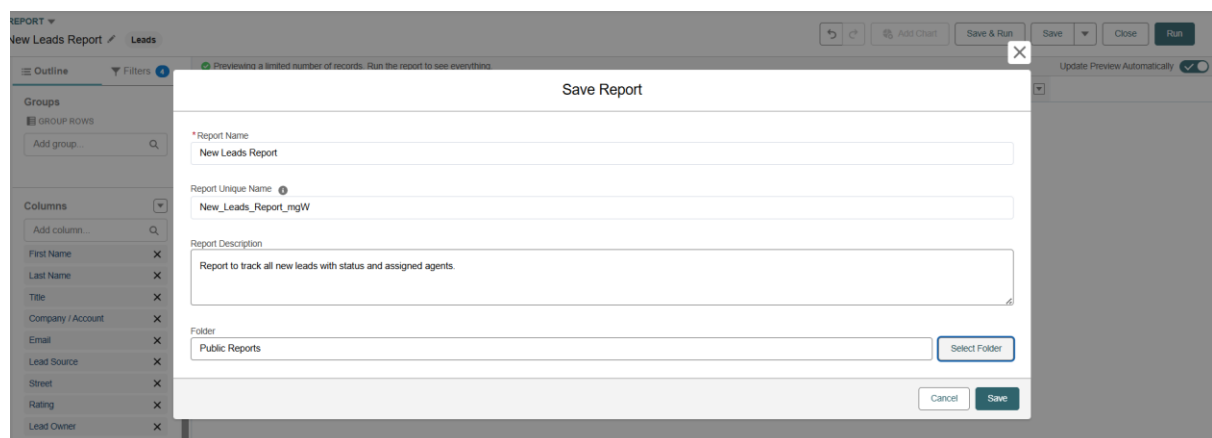 REPORT
New Leads Report Leads
Add Chart Save & Run Save Close Run
Outline Filters 4
Previewing a limited number of records. Run the report to see everything.
Update Preview Automatically
Groups
GROUP ROWS
Add group...
Columns
Add column...
First Name
Last Name
Title
Company / Account
Email
Lead Source
Street
Rating
Lead Owner
Save Report
* Report Name
New Leads Report
Report Unique Name
New_Leads_Report_mgW
Report Description
Report to track all new leads with status and assigned agents.
Folder
Public Reports Select Folder
Cancel Save